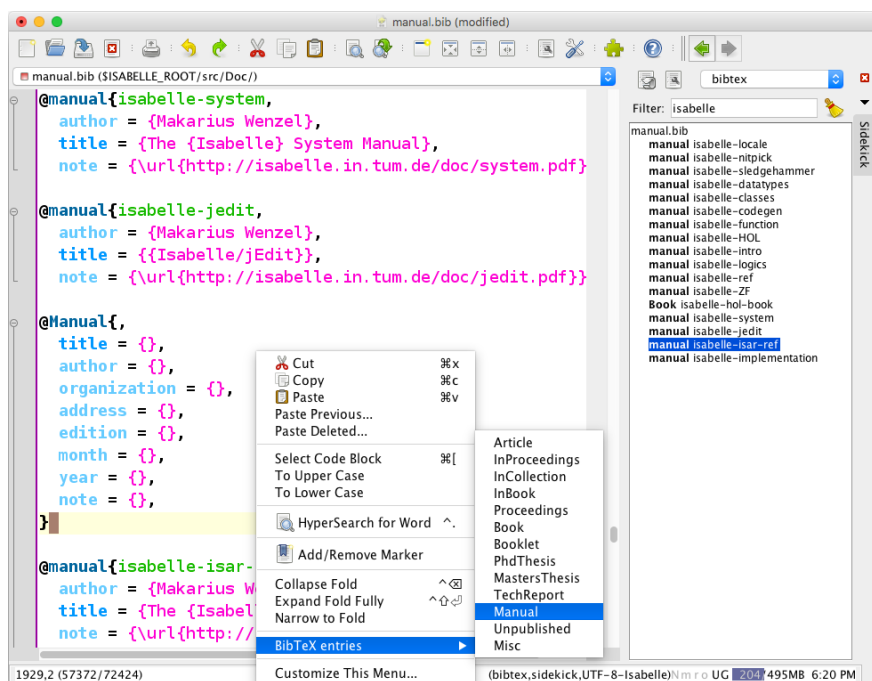 manual.bib (modified)
manual.bib ($ISABELLE_ROOT/src/Doc/)
@manual{isabelle-system,
author = {Makarius Wenzel},
title = {The {Isabelle} System Manual},
note = {\url{http://isabelle.in.tum.de/doc/system.pdf}
@manual{isabelle-jedit,
author = {Makarius Wenzel},
title = {{Isabelle/jEdit}},
note = {\url{http://isabelle.in.tum.de/doc/jedit.pdf}}
@Manual{,
title = {},
author = {},
organization = {},
address = {},
edition = {},
month = {},
year = {},
note = {},
}
@manual{isabelle-isar-
author = {Makarius W
title = {The {Isabel
note = {\url{http://
Cut ⌘x
Copy ⌘c
Paste ⌘v
Paste Previous...
Paste Deleted...
Select Code Block ⌘[
To Upper Case
To Lower Case
HyperSearch for Word ^.
Add/Remove Marker
Collapse Fold ^⌫
Expand Fold Fully ^⇧⏎
Narrow to Fold
BibTeX entries
Customize This Menu...
Article
InProceedings
InCollection
InBook
Proceedings
Book
Booklet
PhdThesis
MastersThesis
TechReport
Manual
Unpublished
Misc
bibtex
Filter: isabelle
manual.bib
manual isabelle-locale
manual isabelle-nitpick
manual isabelle-sledgehammer
manual isabelle-datatypes
manual isabelle-classes
manual isabelle-codegen
manual isabelle-function
manual isabelle-HOL
manual isabelle-intro
manual isabelle-logics
manual isabelle-ref
manual isabelle-ZF
Book isabelle-hol-book
manual isabelle-system
manual isabelle-jedit
manual isabelle-isar-ref
manual isabelle-implementation
Sidekick
1929,2 (57372/72424)
(bibtex,sidekick,UTF-8-Isabelle)N m r o UG 204/495MB 6:20 PM